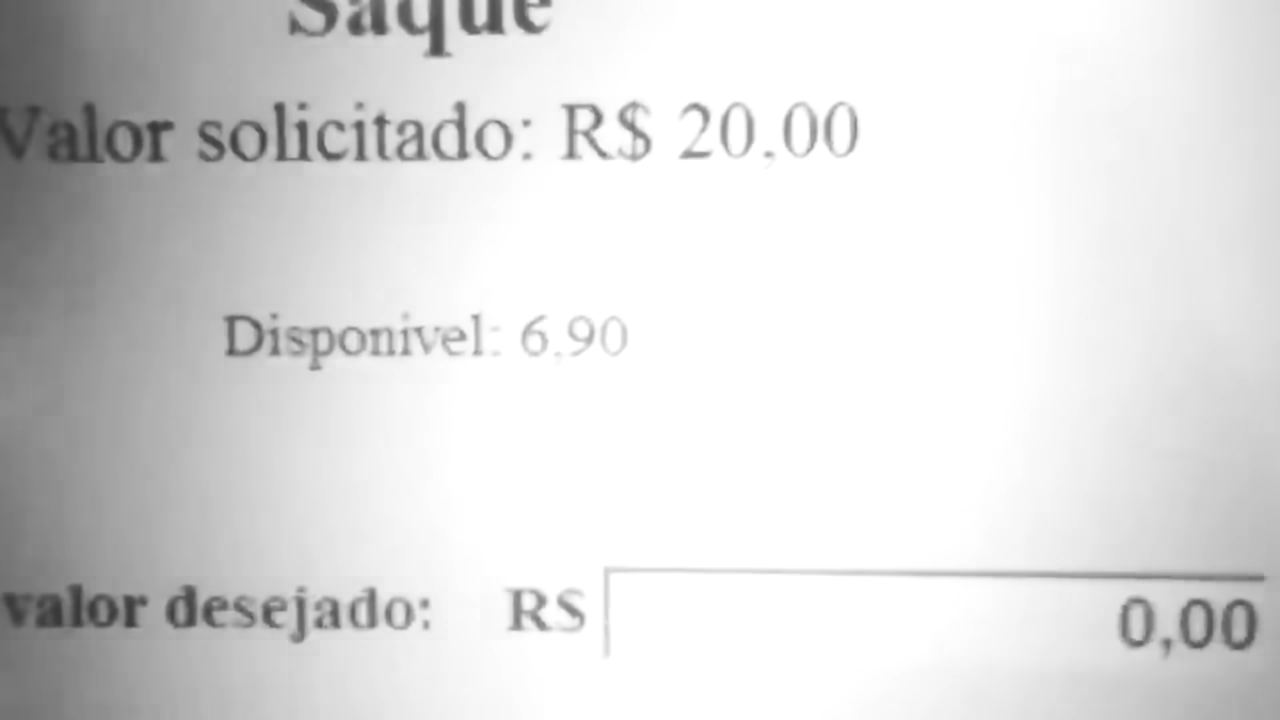 Saque
Valor solicitado: R$ 20,00
Disponivel: 6,90
valor desejado: R$ 0,00